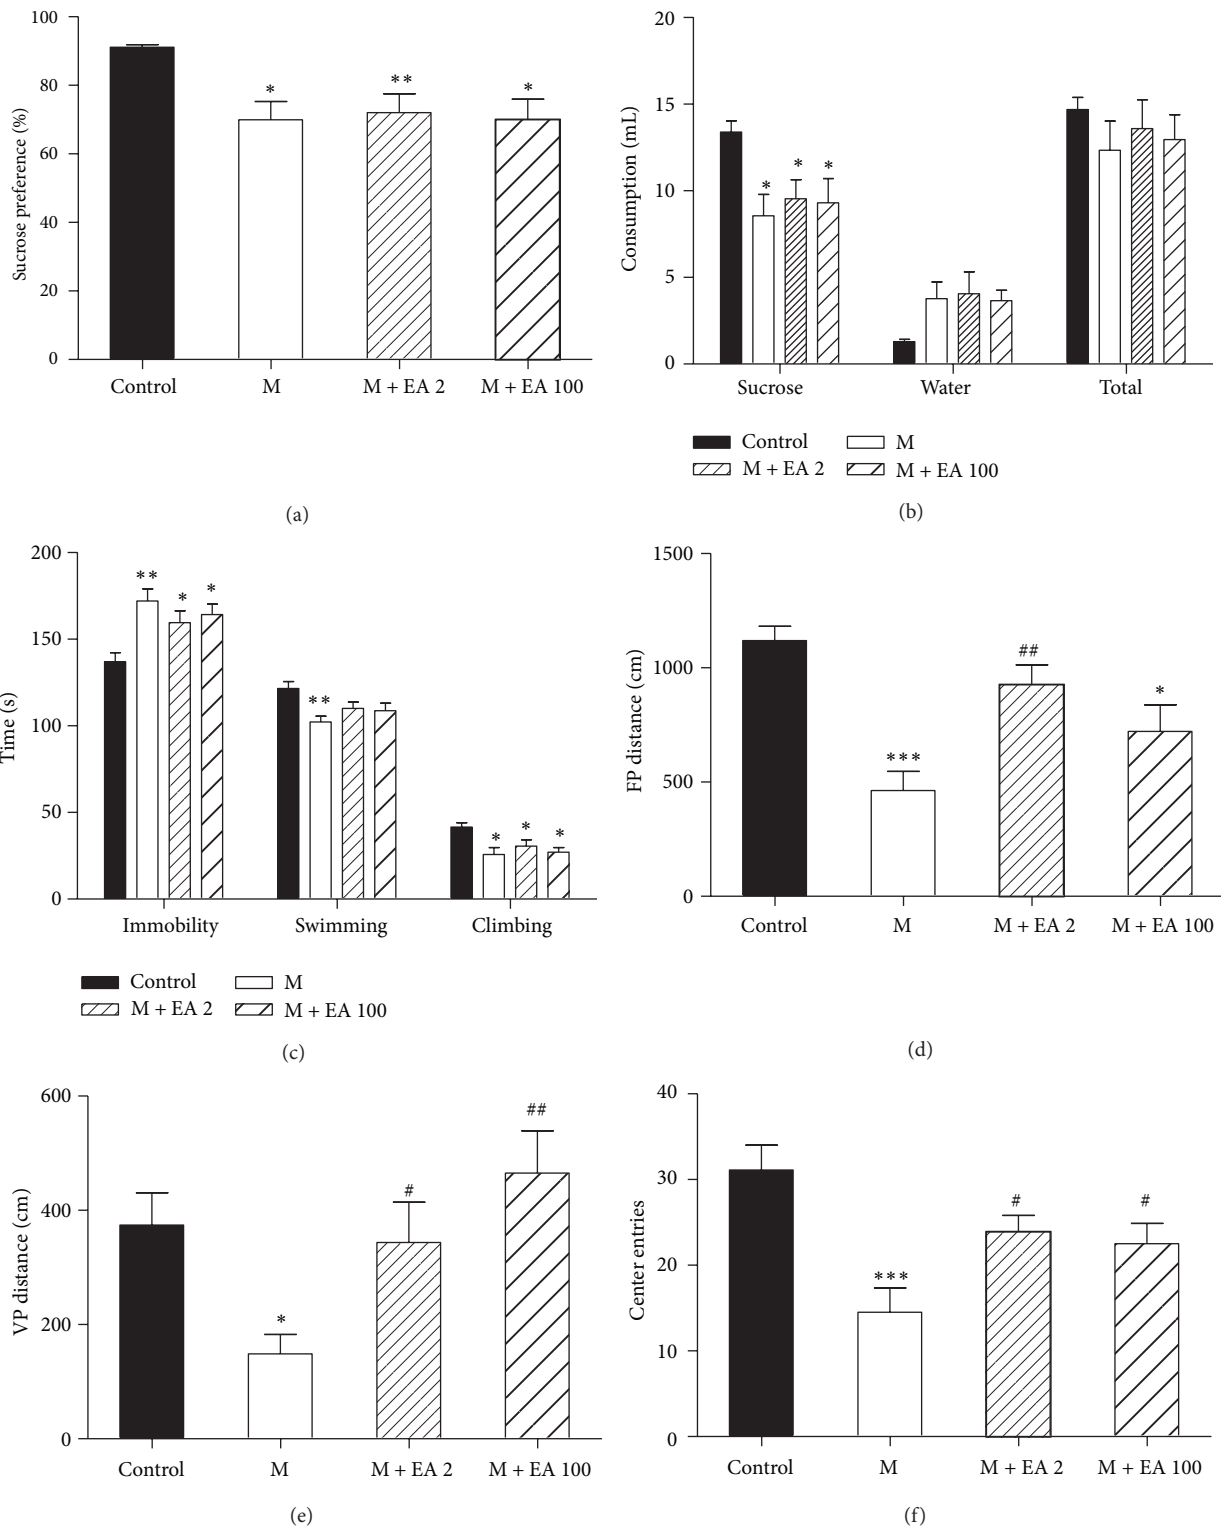 100
80
60
40
20
0
Sucrose preference (%)
*
**
*
Control M M + EA 2 M + EA 100
(a)
20
15
10
5
0
Consumption (mL)
* * *
Sucrose Water Total
Control M
M + EA 2 M + EA 100
(b)
200
150
100
50
0
Time (s)
** * *
**
* * *
Immobility Swimming Climbing
Control M
M + EA 2 M + EA 100
(c)
1500
1000
500
0
FP distance (cm)
***
##
*
Control M M + EA 2 M + EA 100
(d)
600
400
200
0
VP distance (cm)
*
#
##
Control M M + EA 2 M + EA 100
(e)
40
30
20
10
0
Center entries
***
#
#
Control M M + EA 2 M + EA 100
(f)